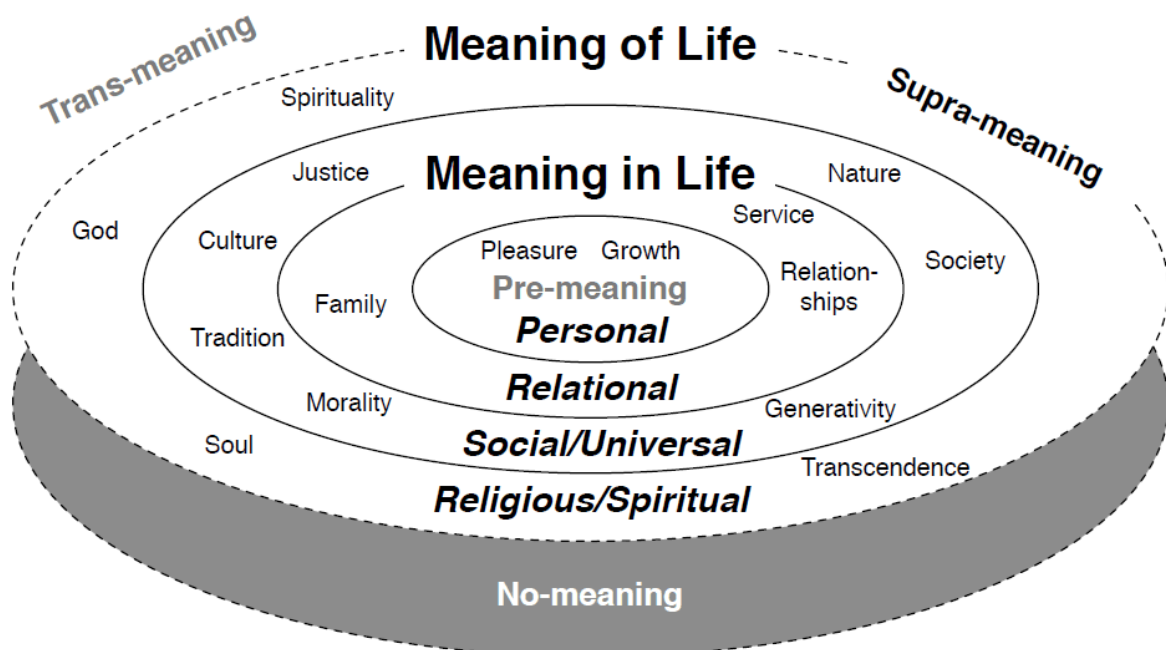 Meaning of Life
Trans-meaning
Supra-meaning
Spirituality
Justice
Meaning in Life
Nature
God
Culture
Service
Society
Pleasure Growth
Pre-meaning
Personal
Family
Relation-
ships
Tradition
Relational
Morality
Generativity
Soul
Social/Universal
Transcendence
Religious/Spiritual
No-meaning